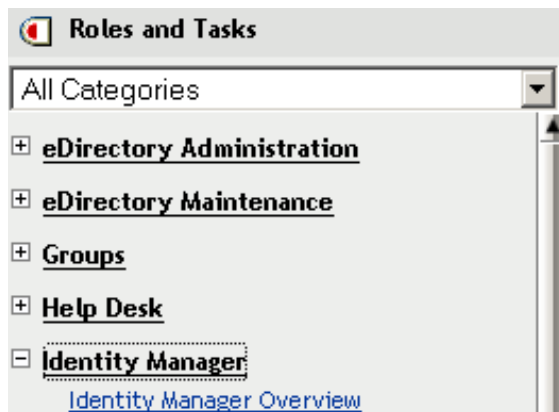 Roles and Tasks
All Categories
eDirectory Administration
eDirectory Maintenance
Groups
Help Desk
Identity Manager
Identity Manager Overview